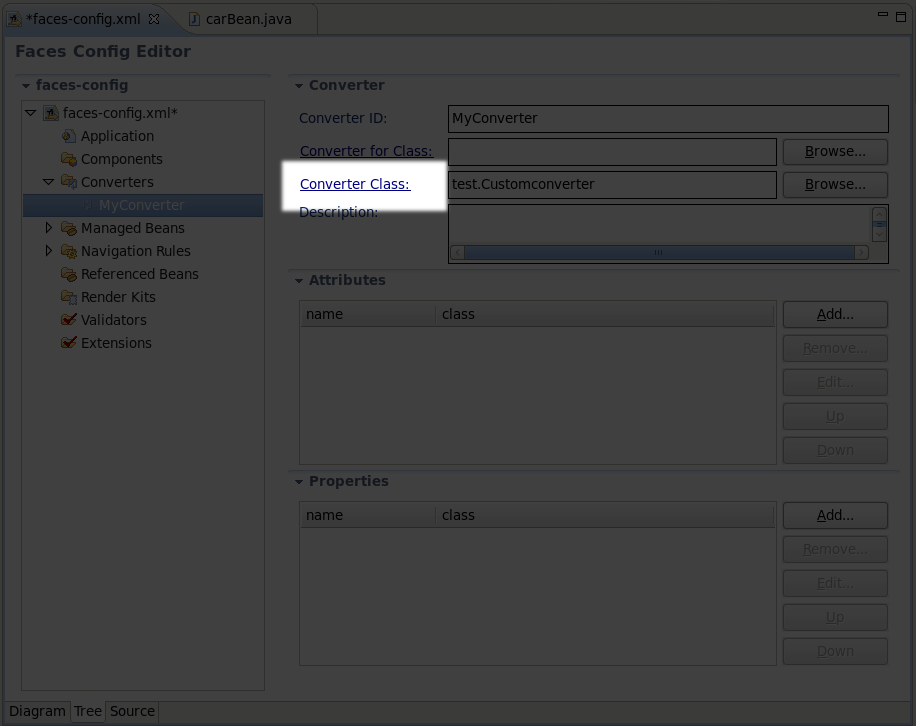 *faces-config.xml
carBean.java
Faces Config Editor
faces-config
faces-config.xml*
Application
Components
Converters
MyConverter
Managed Beans
Navigation Rules
Referenced Beans
Render Kits
Validators
Extensions
Converter
Converter ID: MyConverter
Converter for Class: Browse...
Converter Class: test.Customconverter Browse...
Description:
Attributes
name class Add...
Remove...
Edit...
Up
Down
Properties
name class Add...
Remove...
Edit...
Up
Down
Diagram Tree Source